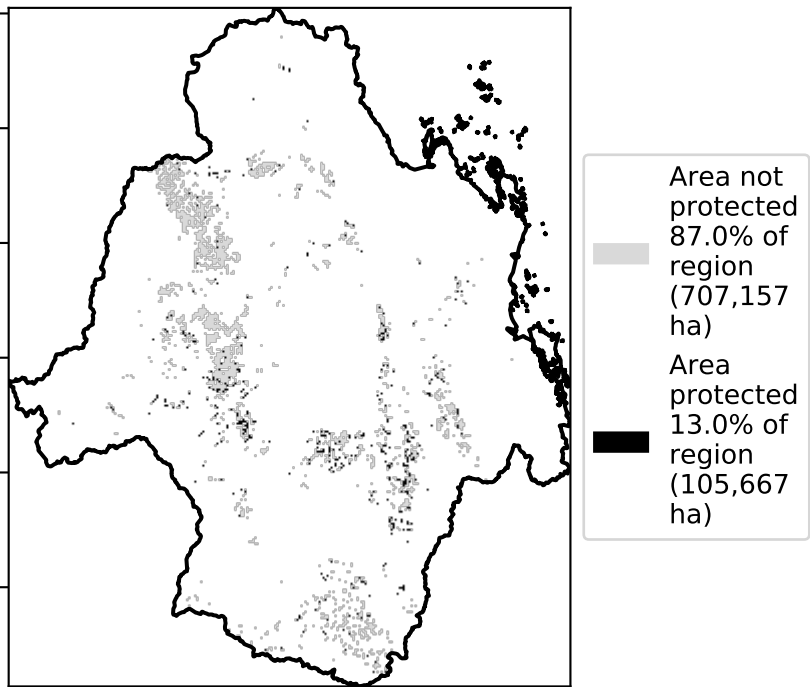 Area not
protected
87.0% of
region
(707,157
ha)
Area
protected
13.0% of
region
(105,667
ha)